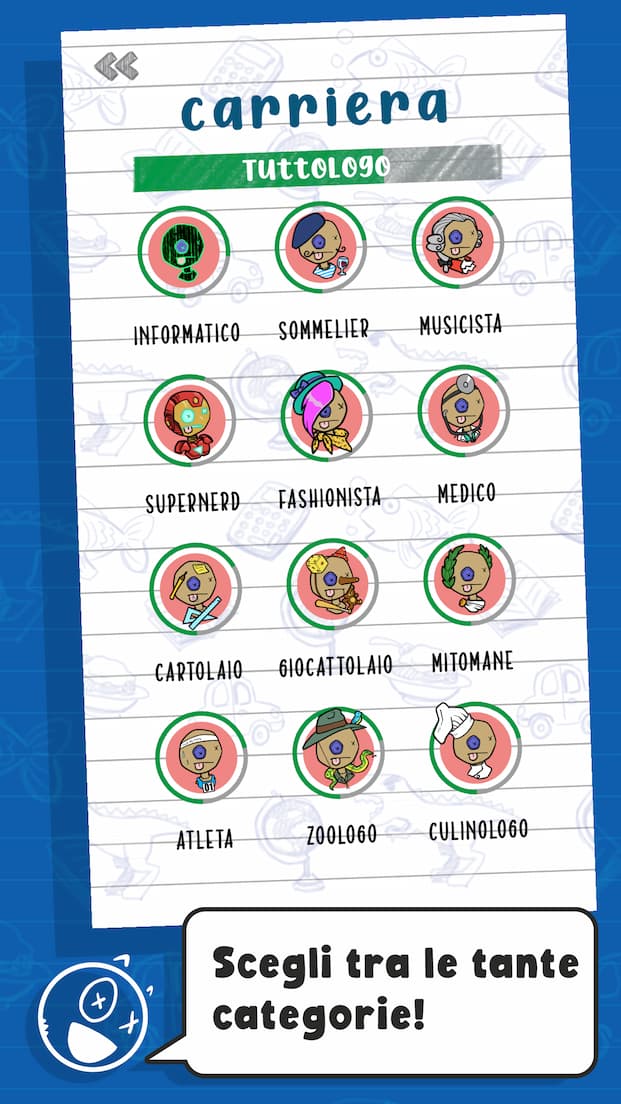 carriera
TUTTOLOGO
INFORMATICO SOMMELIER MUSICISTA
SUPERNERD FASHIONISTA MEDICO
CARTOLAIO GIOCATTOLAIO MITOMANE
01
ATLETA ZOOLOGO CULINOLOGO
Scegli tra le tante
categorie!